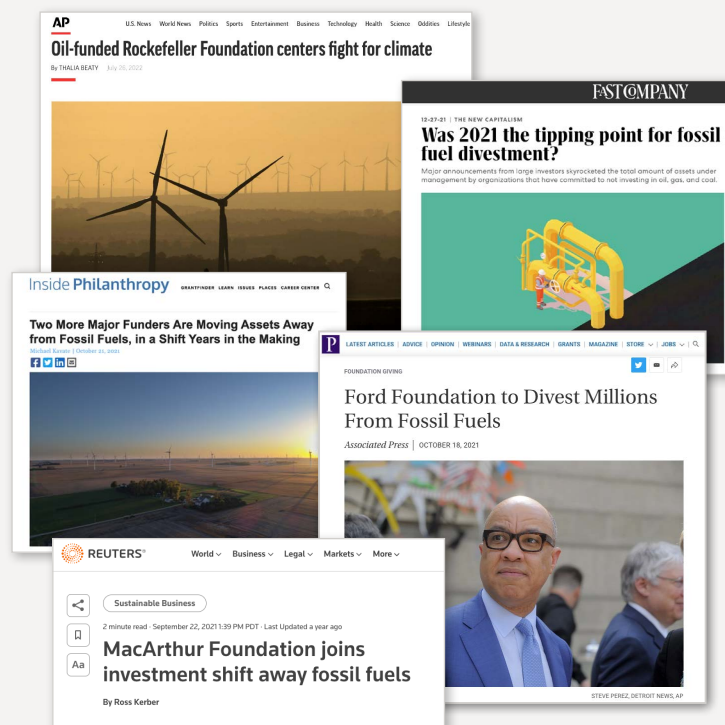 AP
U.S. News World News Politics Sports Entertainment Business Technology Health Science Oddities Lifestyle
Oil-funded Rockefeller Foundation centers fight for climate
By THALIA BEATY July 26, 2022
FAST COMPANY
12-27-21 | THE NEW CAPITALISM
Was 2021 the tipping point for fossil
fuel divestment?
Major announcements from large investors skyrocketed the total amount of assets under
management by organizations that have committed to not investing in oil, gas, and coal.
Inside Philanthropy
GRANTFINDER LEARN ISSUES PLACES CAREER CENTER
Two More Major Funders Are Moving Assets Away
from Fossil Fuels, in a Shift Years in the Making
Michael Kavate | October 21, 2021
P
LATEST ARTICLES | ADVICE | OPINION | WEBINARS | DATA & RESEARCH | GRANTS | MAGAZINE | STORE | JOBS
FOUNDATION GIVING
Ford Foundation to Divest Millions
From Fossil Fuels
Associated Press | OCTOBER 18, 2021
STEVE PEREZ, DETROIT NEWS, AP
REUTERS®
World Business Legal Markets More
Sustainable Business
2 minute read · September 22, 2021 1:39 PM PDT · Last Updated a year ago
Aa
MacArthur Foundation joins
investment shift away fossil fuels
By Ross Kerber